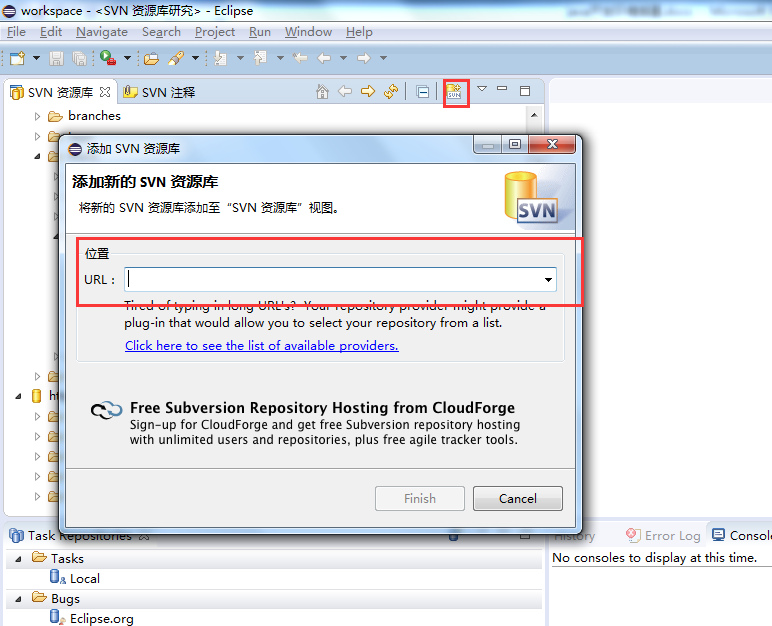 workspace - <SVN 资源库研究> - Eclipse
File Edit Navigate Search Project Run Window Help
SVN 资源库 SVN 注释
SVN
branches
添加 SVN 资源库
添加新的 SVN 资源库
将新的 SVN 资源库添加至“SVN 资源库”视图。
SVN
位置
URL：
Tired of typing in long URL's? Your repository provider might provide a
plug-in that would allow you to select your repository from a list.
Click here to see the list of available providers.
Free Subversion Repository Hosting from CloudForge
Sign-up for CloudForge and get free Subversion repository hosting
with unlimited users and repositories, plus free agile tracker tools.
Finish Cancel
Task Repositories
History Error Log Console
Tasks
No consoles to display at this time.
Local
Bugs
Eclipse.org